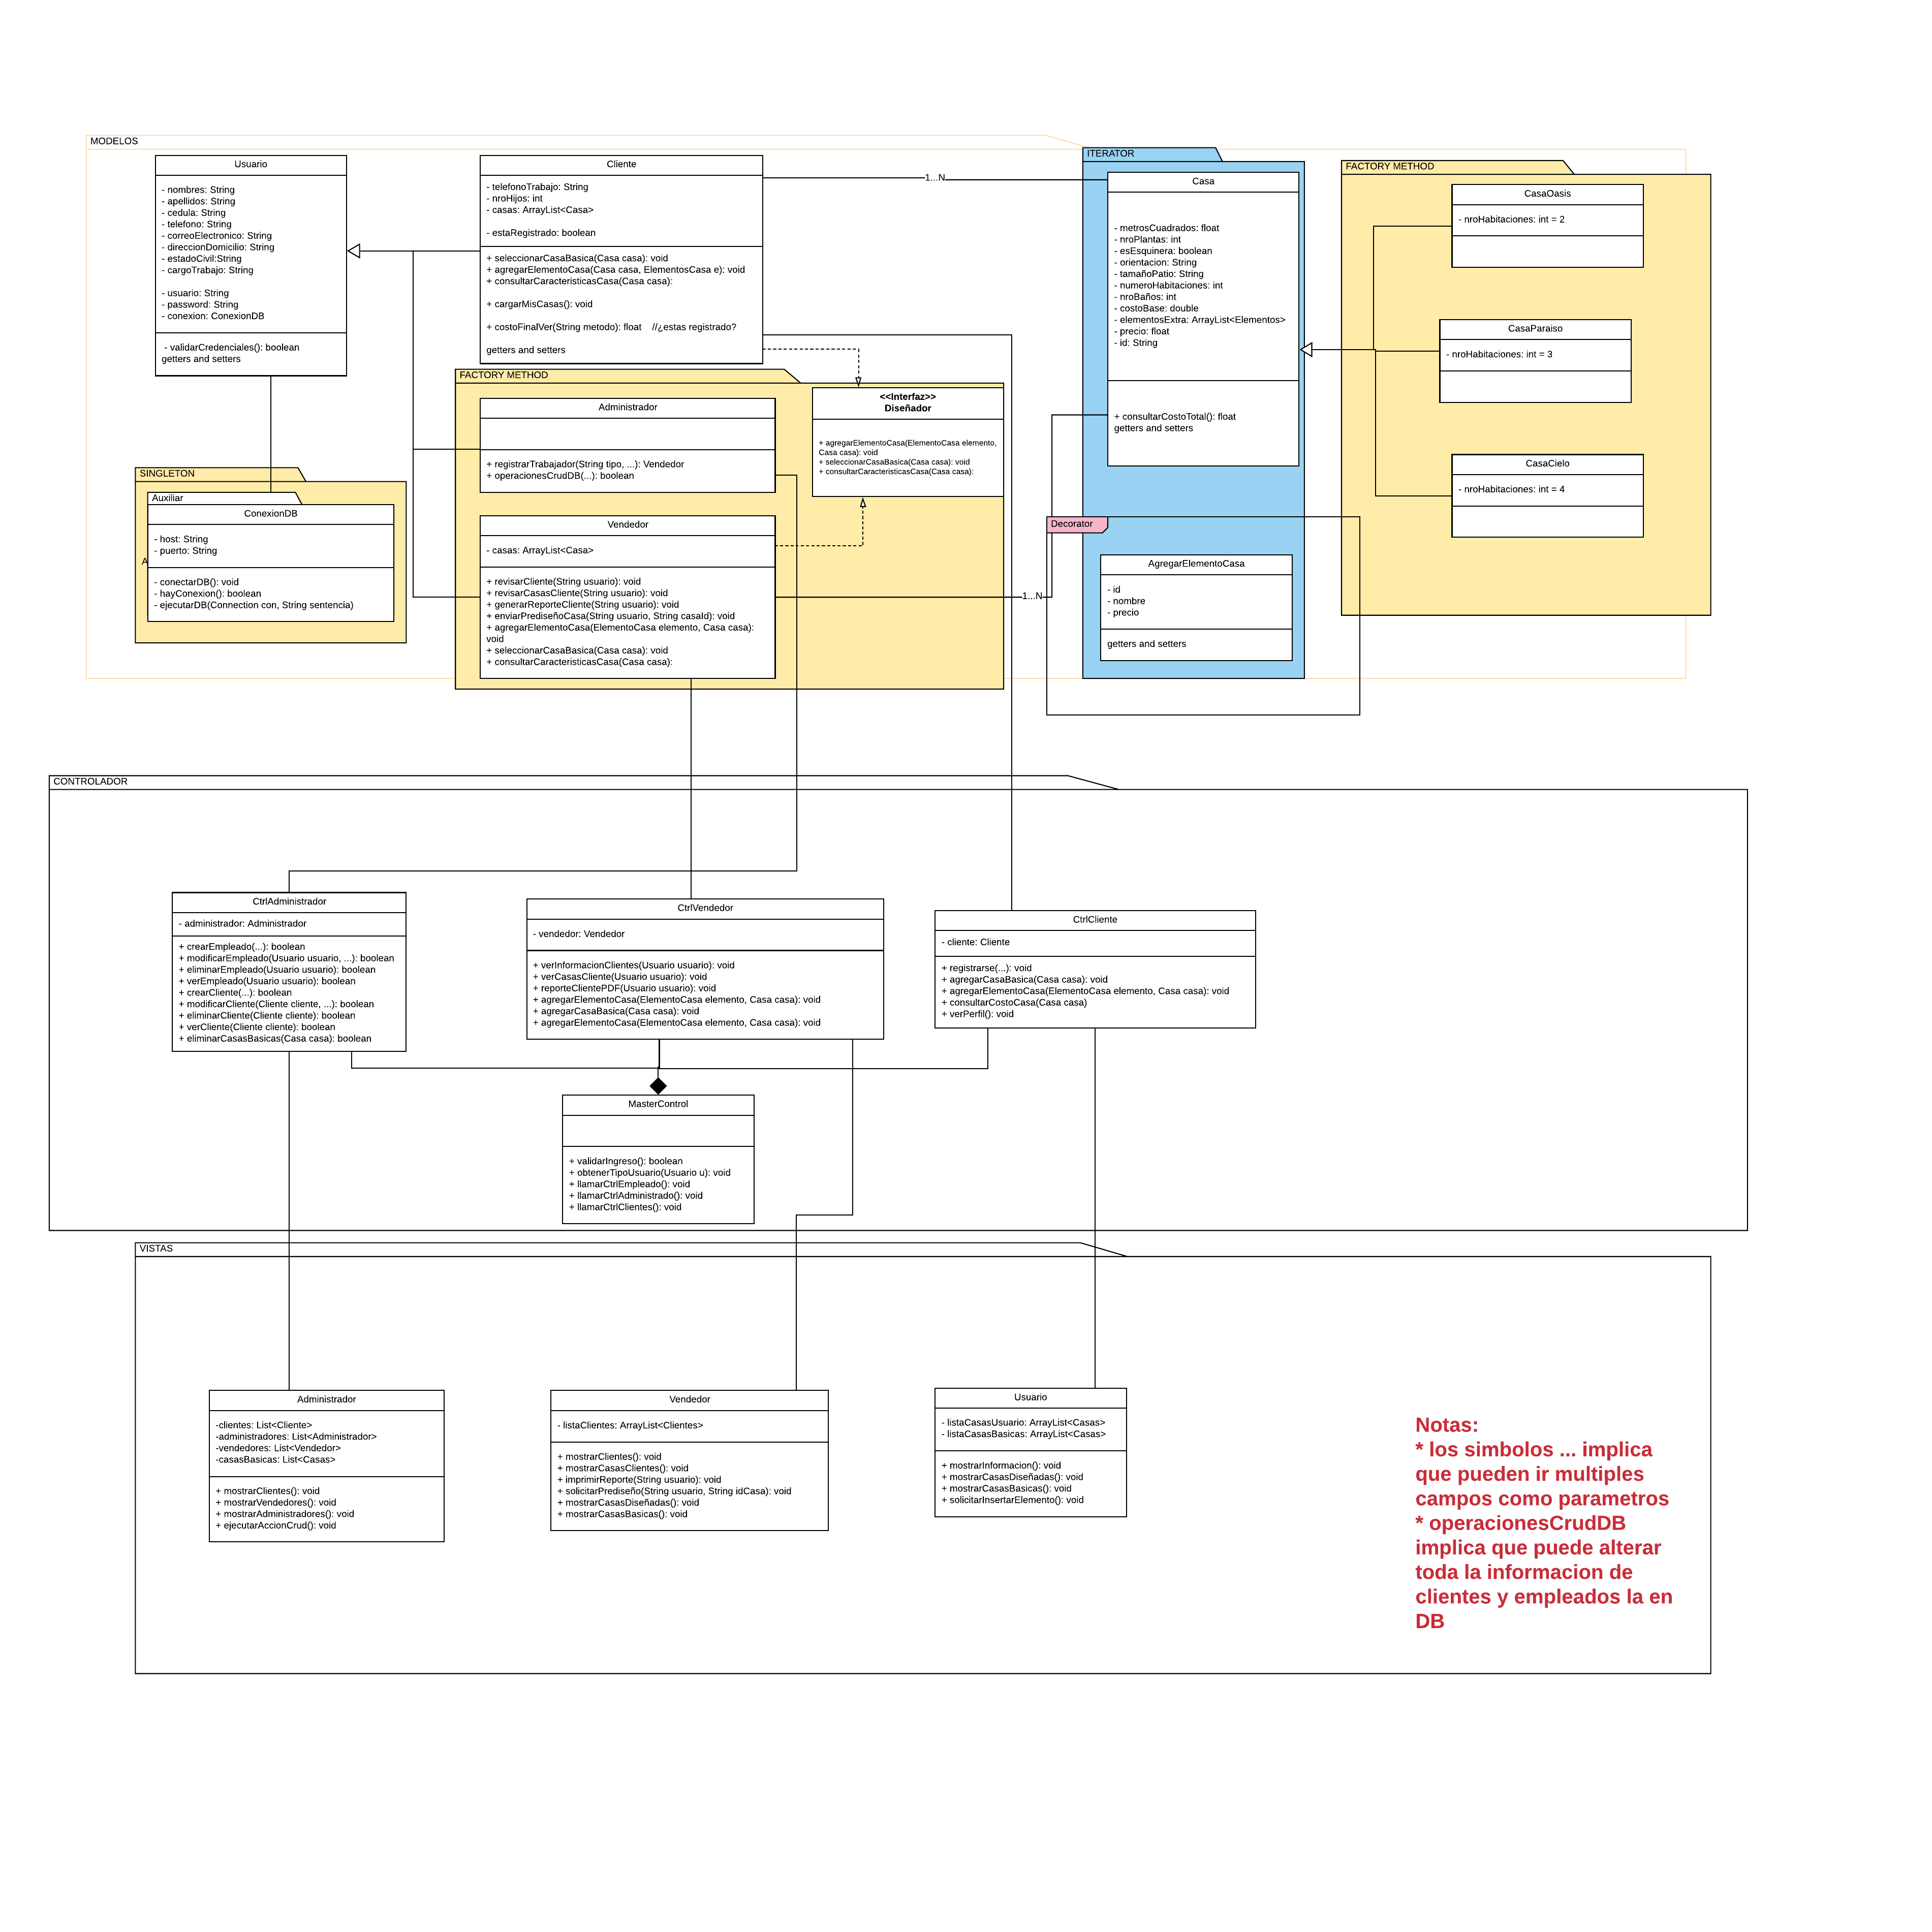 MODELOS
Usuario
- nombres: String
- apellidos: String
- cedula: String
- telefono: String
- correoElectronico: String
- direccionDomicilio: String
- estadoCivil:String
- cargoTrabajo: String
- usuario: String
- password: String
- conexion: ConexionDB
- validarCredenciales(): boolean
getters and setters
Cliente
- telefonoTrabajo: String
- nroHijos: int
- casas: ArrayList<Casa>
- estaRegistrado: boolean
+ seleccionarCasaBasica(Casa casa): void
+ agregarElementoCasa(Casa casa, ElementosCasa e): void
+ consultarCaracteristicasCasa(Casa casa):
+ cargarMisCasas(): void
+ costoFinalVer(String metodo): float //¿estas registrado?
getters and setters
1...N
ITERATOR
Casa
- metrosCuadrados: float
- nroPlantas: int
- esEsquinera: boolean
- orientacion: String
- tamañoPatio: String
- numeroHabitaciones: int
- nroBaños: int
- costoBase: double
- elementosExtra: ArrayList<Elementos>
- precio: float
- id: String
+ consultarCostoTotal(): float
getters and setters
FACTORY METHOD
CasaOasis
- nroHabitaciones: int = 2
CasaParaiso
- nroHabitaciones: int = 3
CasaCielo
- nroHabitaciones: int = 4
FACTORY METHOD
Administrador
+ registrarTrabajador(String tipo, ...): Vendedor
+ operacionesCrudDB(...): boolean
<<Interfaz>>
Diseñador
+ agregarElementoCasa(ElementoCasa elemento,
Casa casa): void
+ seleccionarCasaBasica(Casa casa): void
+ consultarCaracteristicasCasa(Casa casa):
Vendedor
- casas: ArrayList<Casa>
+ revisarCliente(String usuario): void
+ revisarCasasCliente(String usuario): void
+ generarReporteCliente(String usuario): void
+ enviarPrediseñoCasa(String usuario, String casaId): void
+ agregarElementoCasa(ElementoCasa elemento, Casa casa):
void
+ seleccionarCasaBasica(Casa casa): void
+ consultarCaracteristicasCasa(Casa casa):
1...N
SINGLETON
Auxiliar
ConexionDB
- host: String
- puerto: String
A
- conectarDB(): void
- hayConexion(): boolean
- ejecutarDB(Connection con, String sentencia)
Decorator
AgregarElementoCasa
- id
- nombre
- precio
getters and setters
CONTROLADOR
CtrlAdministrador
- administrador: Administrador
+ crearEmpleado(...): boolean
+ modificarEmpleado(Usuario usuario, ...): boolean
+ eliminarEmpleado(Usuario usuario): boolean
+ verEmpleado(Usuario usuario): boolean
+ crearCliente(...): boolean
+ modificarCliente(Cliente cliente, ...): boolean
+ eliminarCliente(Cliente cliente): boolean
+ verCliente(Cliente cliente): boolean
+ eliminarCasasBasicas(Casa casa): boolean
CtrlVendedor
- vendedor: Vendedor
+ verInformacionClientes(Usuario usuario): void
+ verCasasCliente(Usuario usuario): void
+ reporteClientePDF(Usuario usuario): void
+ agregarElementoCasa(ElementoCasa elemento, Casa casa): void
+ agregarCasaBasica(Casa casa): void
+ agregarElementoCasa(ElementoCasa elemento, Casa casa): void
CtrlCliente
- cliente: Cliente
+ registrarse(...): void
+ agregarCasaBasica(Casa casa): void
+ agregarElementoCasa(ElementoCasa elemento, Casa casa): void
+ consultarCostoCasa(Casa casa)
+ verPerfil(): void
MasterControl
+ validarIngreso(): boolean
+ obtenerTipoUsuario(Usuario u): void
+ llamarCtrlEmpleado(): void
+ llamarCtrlAdministrado(): void
+ llamarCtrlClientes(): void
VISTAS
Administrador
-clientes: List<Cliente>
-administradores: List<Administrador>
-vendedores: List<Vendedor>
-casasBasicas: List<Casas>
+ mostrarClientes(): void
+ mostrarVendedores(): void
+ mostrarAdministradores(): void
+ ejecutarAccionCrud(): void
Vendedor
- listaClientes: ArrayList<Clientes>
+ mostrarClientes(): void
+ mostrarCasasClientes(): void
+ imprimirReporte(String usuario): void
+ solicitarPrediseño(String usuario, String idCasa): void
+ mostrarCasasDiseñadas(): void
+ mostrarCasasBasicas(): void
Usuario
- listaCasasUsuario: ArrayList<Casas>
- listaCasasBasicas: ArrayList<Casas>
+ mostrarInformacion(): void
+ mostrarCasasDiseñadas(): void
+ mostrarCasasBasicas(): void
+ solicitarInsertarElemento(): void
Notas:
* los simbolos ... implica
que pueden ir multiples
campos como parametros
* operacionesCrudDB
implica que puede alterar
toda la informacion de
clientes y empleados la en
DB